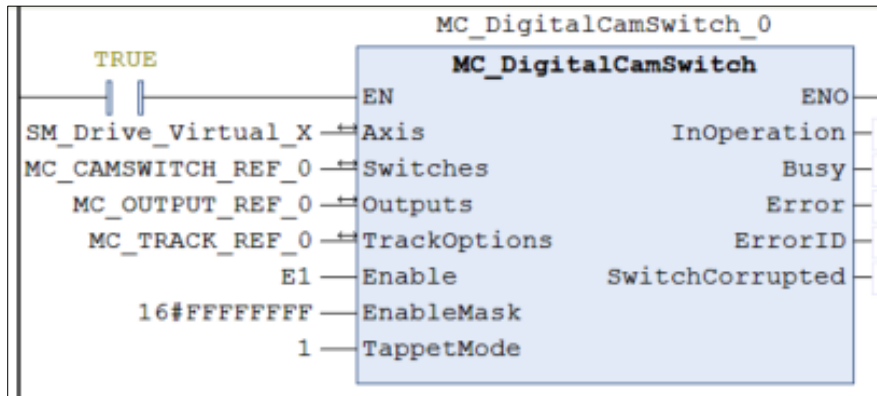 MC_DigitalCamSwitch_0
TRUE
MC_DigitalCamSwitch
EN ENO
SM_Drive_Virtual_X Axis InOperation
MC_CAMSWITCH_REF_0 Switches Busy
MC_OUTPUT_REF_0 Outputs Error
MC_TRACK_REF_0 TrackOptions ErrorID
E1 Enable SwitchCorrupted
16#FFFFFFFF EnableMask
1 TappetMode